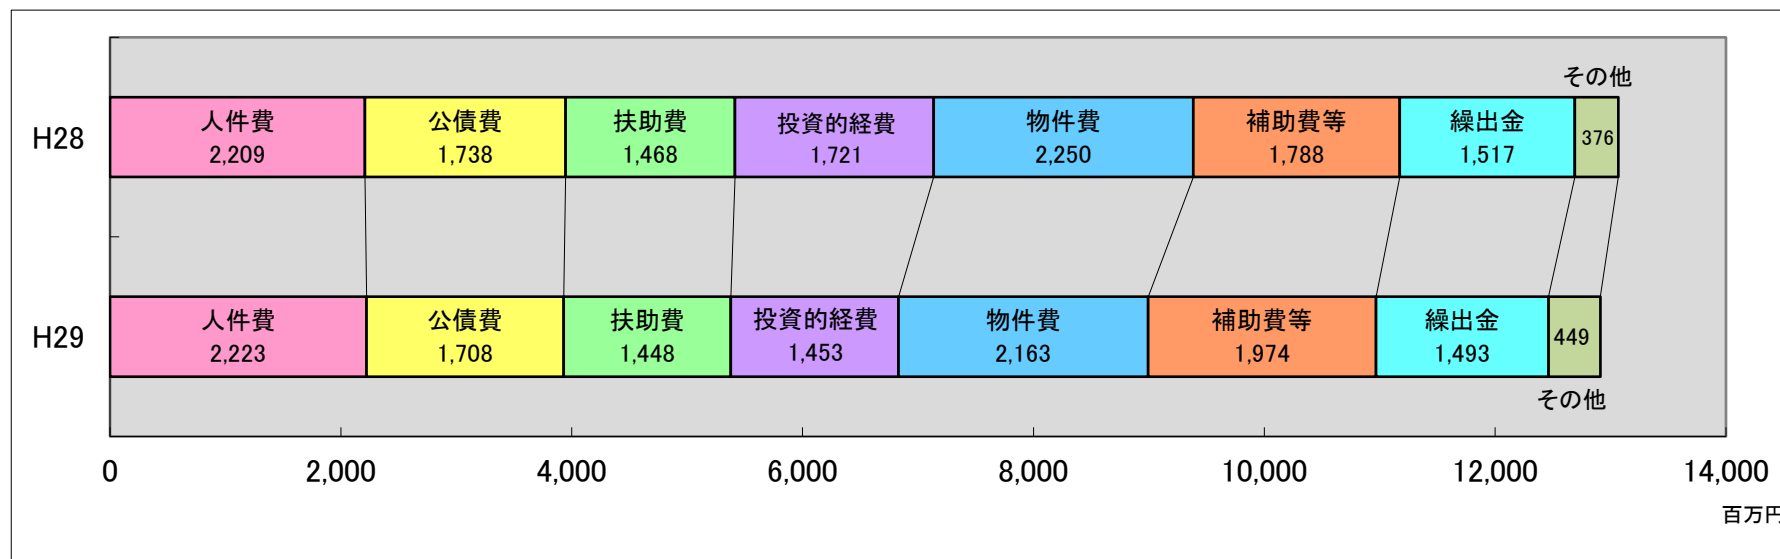 その他
H28
人件費 公債費 扶助費 投資的経費 物件費 補助費等 繰出金
2,209 1,738 1,468 1,721 2,250 1,788 1,517 376
H29
人件費 公債費 扶助費 投資的経費 物件費 補助費等 繰出金
2,223 1,708 1,448 1,453 2,163 1,974 1,493 449
その他
0 2,000 4,000 6,000 8,000 10,000 12,000 14,000
百万円